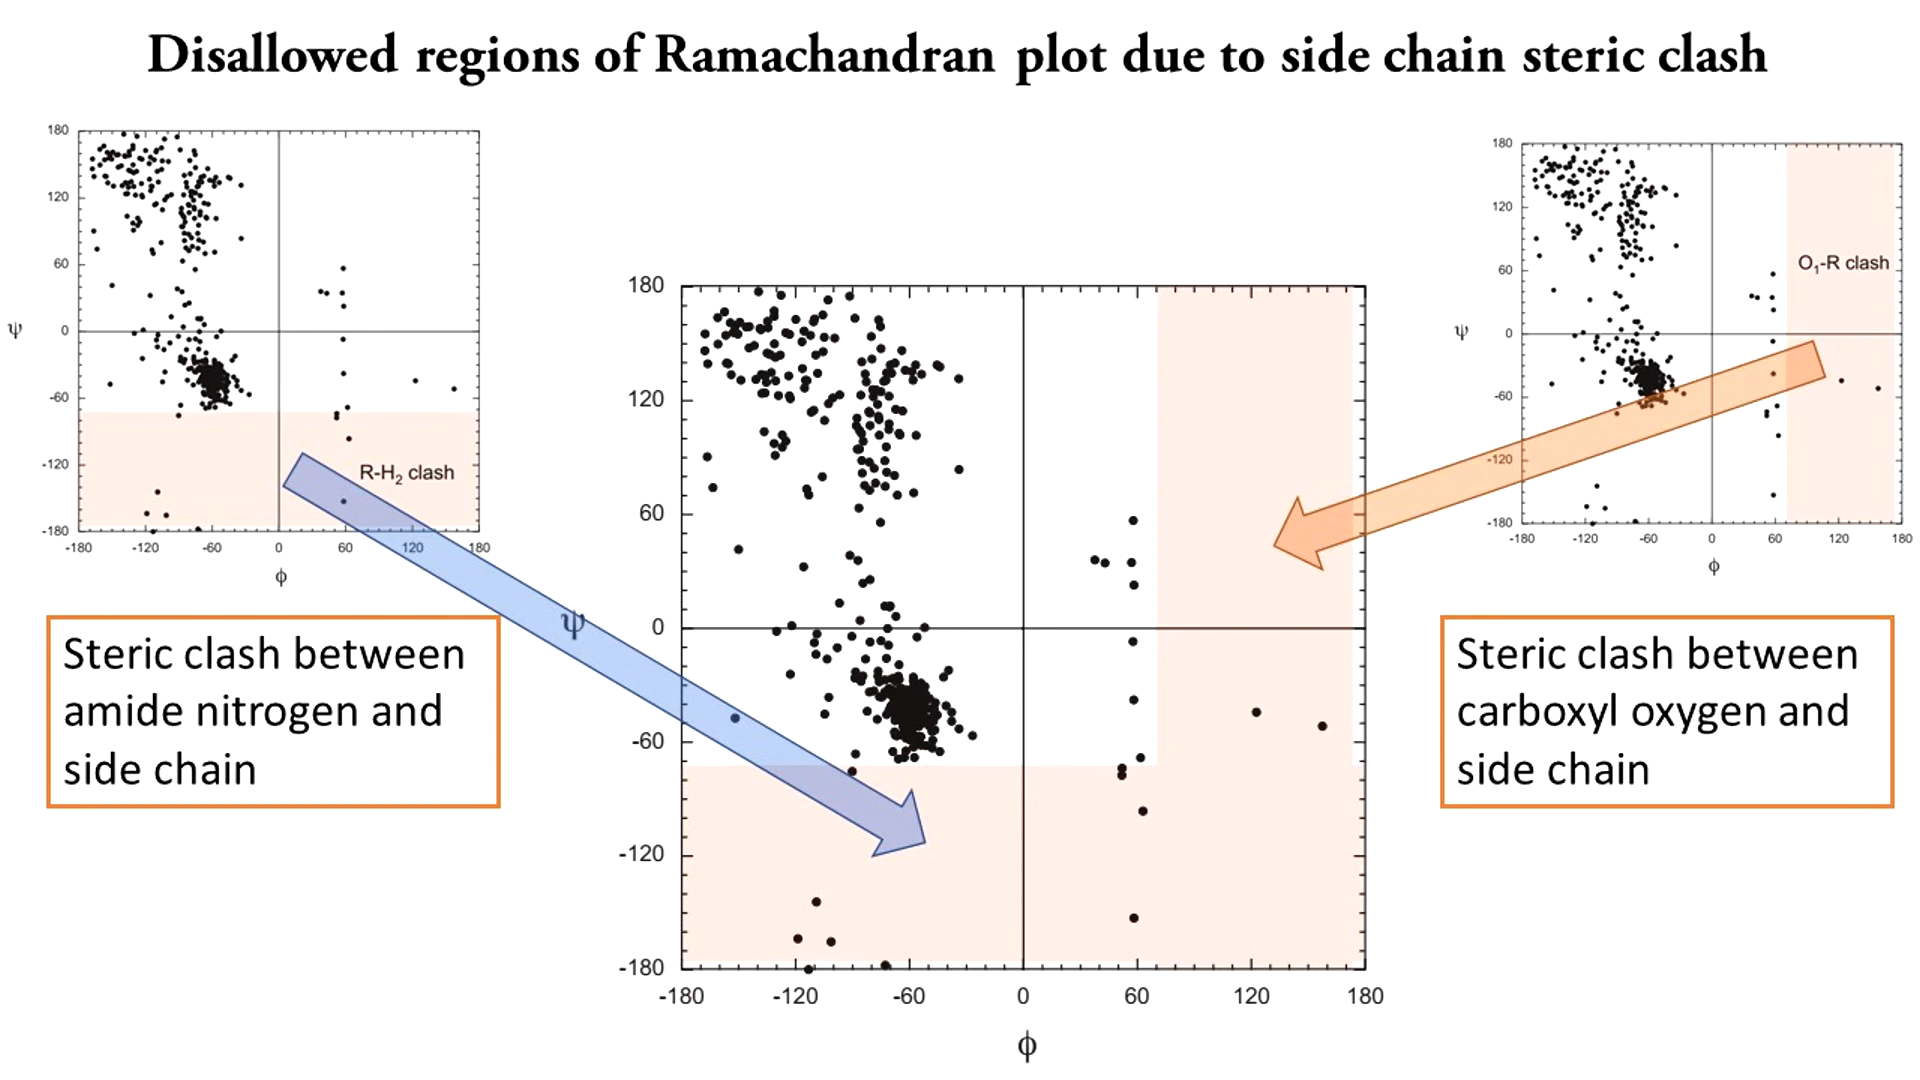 Disallowed regions of Ramachandran plot due to side chain steric clash
180
120
60
ψ
0
-60
-120
R-H2 clash
-180
-180 -120 -60 0 60 120 180
ϕ
Steric clash between
amide nitrogen and
side chain
180
120
60
ψ
0
-60
-120
-180
-180 -120 -60 0 60 120 180
ϕ
180
120
O1-R clash
60
ψ
0
-60
-120
-180
-180 -120 -60 0 60 120 180
ϕ
Steric clash between
carboxyl oxygen and
side chain